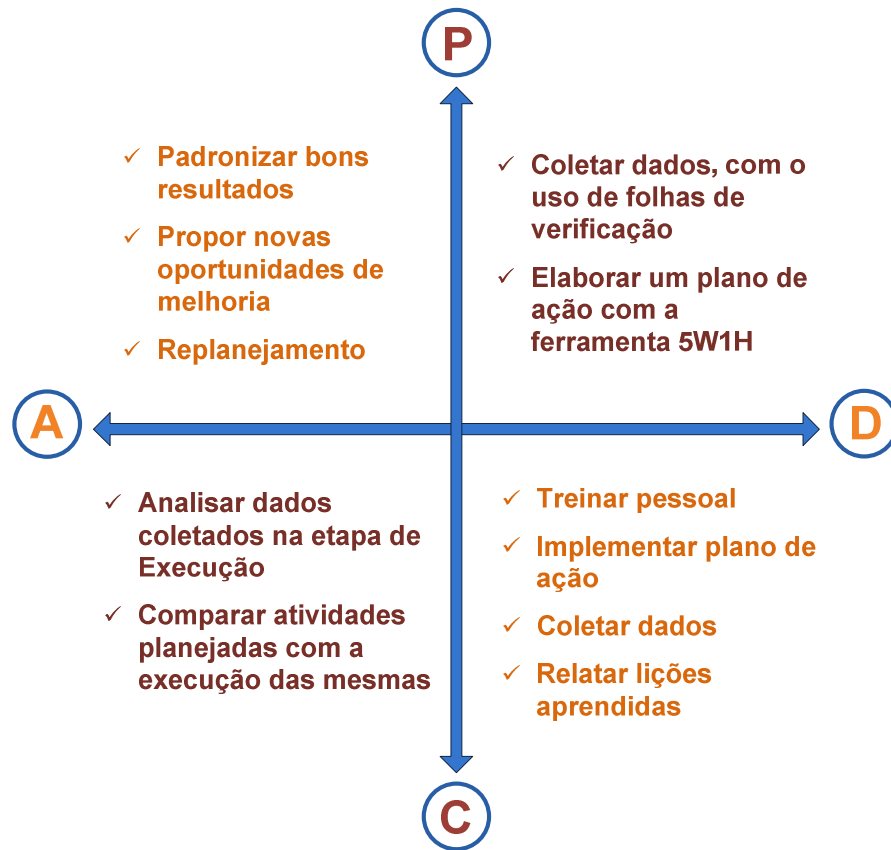 P
✓ Padronizar bons
resultados
✓ Propor novas
oportunidades de
melhoria
✓ Replanejamento
✓ Coletar dados, com o
uso de folhas de
verificação
✓ Elaborar um plano de
ação com a
ferramenta 5W1H
A
D
✓ Analisar dados
coletados na etapa de
Execução
✓ Comparar atividades
planejadas com a
execução das mesmas
✓ Treinar pessoal
✓ Implementar plano de
ação
✓ Coletar dados
✓ Relatar lições
aprendidas
C